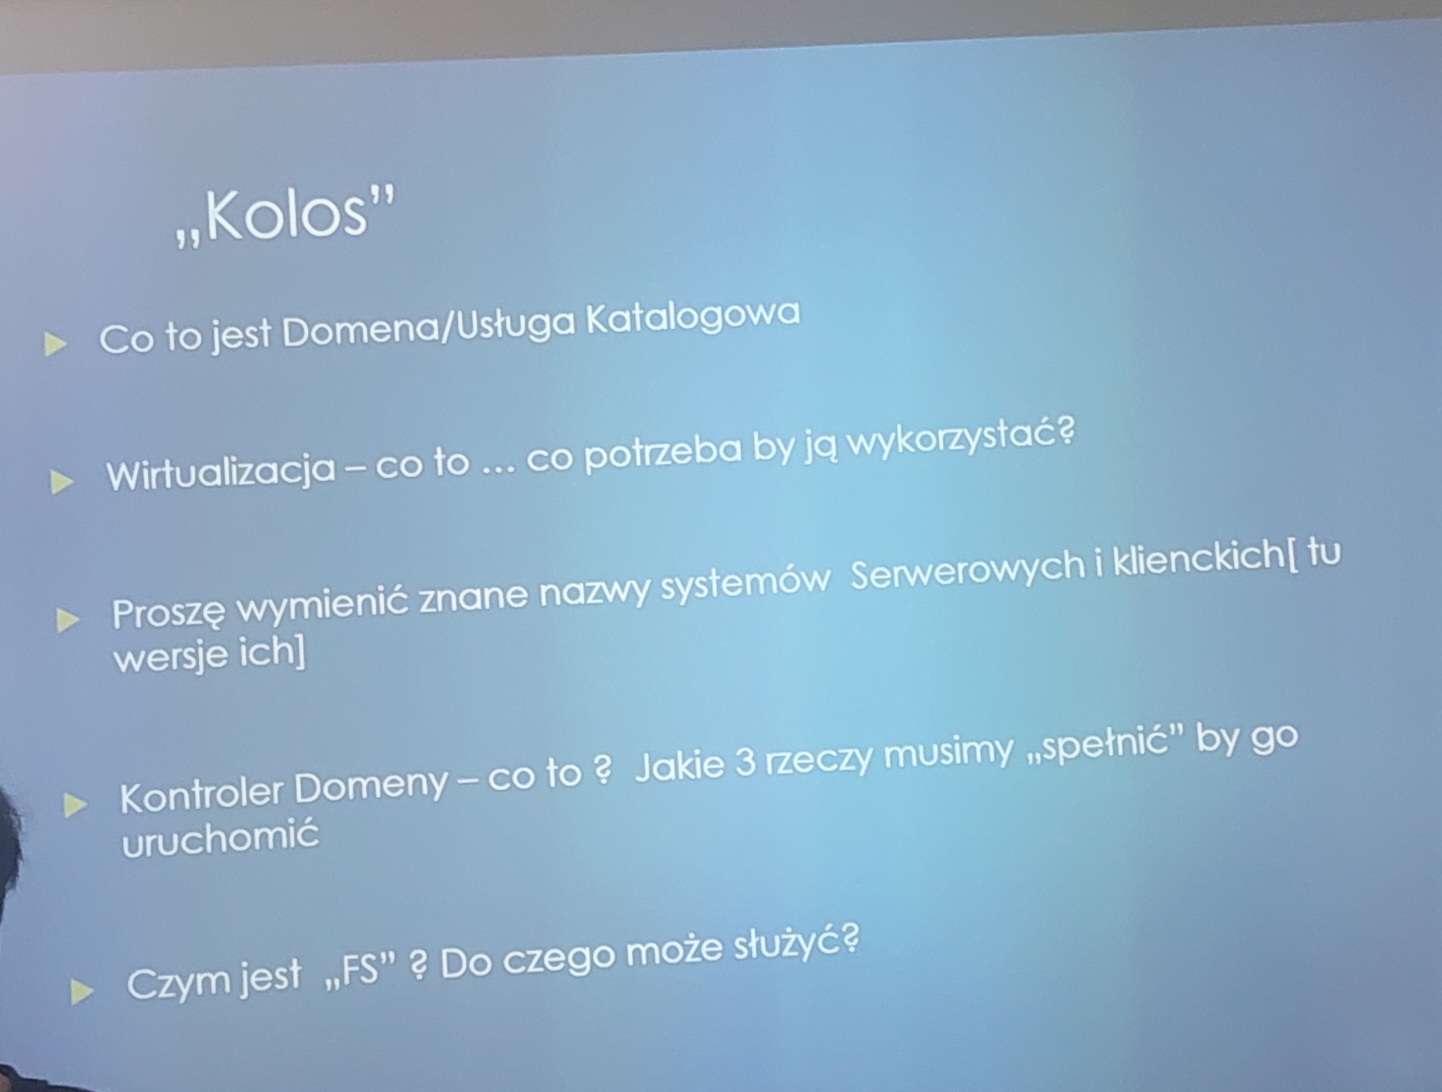 „Kolos”
Co to jest Domena/Usługa Katalogowa
Wirtualizacja – co to ... co potrzeba by ją wykorzystać?
Proszę wymienić znane nazwy systemów Serwerowych i klienckich[ tu
wersje ich]
Kontroler Domeny – co to ? Jakie 3 rzeczy musimy „spełnić” by go
uruchomić
Czym jest „FS” ? Do czego może służyć?